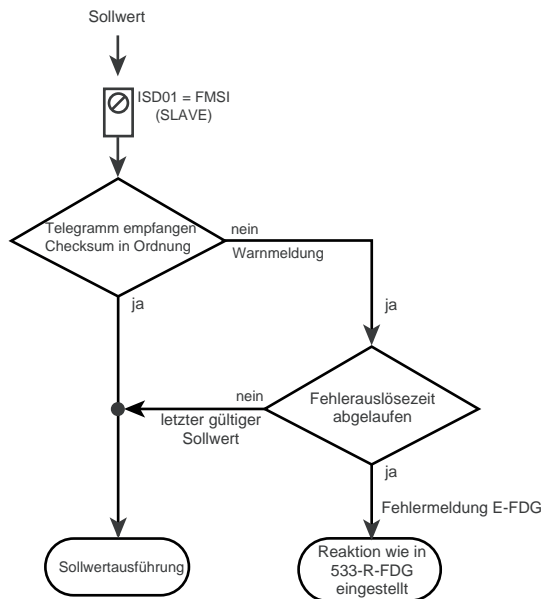 Sollwert
ISD01 = FMSI
(SLAVE)
Telegramm empfangen
Checksum in Ordnung
nein
Warnmeldung
ja
ja
Fehlerauslösezeit
abgelaufen
nein
letzter gültiger
Sollwert
ja
Fehlermeldung E-FDG
Sollwertausführung
Reaktion wie in
533-R-FDG
eingestellt